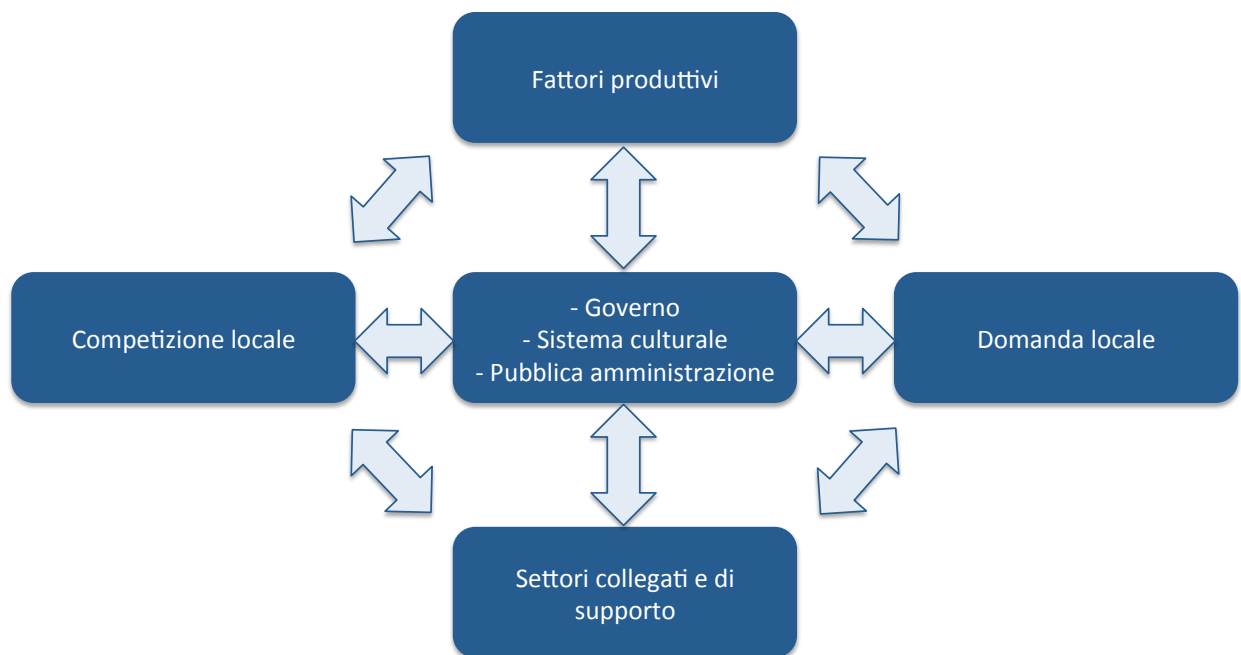 Fattori produttivi
Competizione locale
- Governo
- Sistema culturale
- Pubblica amministrazione
Domanda locale
Settori collegati e di
supporto